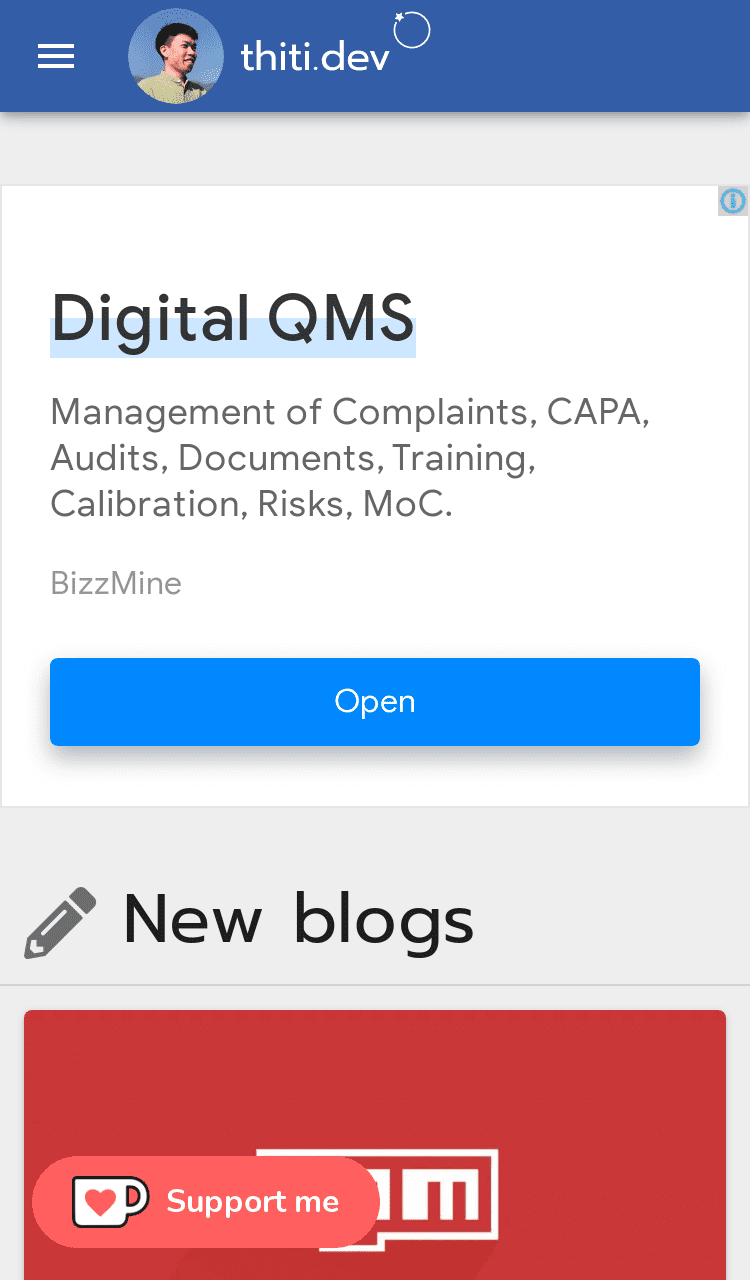 thiti.dev
Digital QMS
Management of Complaints, CAPA,
Audits, Documents, Training,
Calibration, Risks, MoC.
BizzMine
Open
New blogs
m
Support me